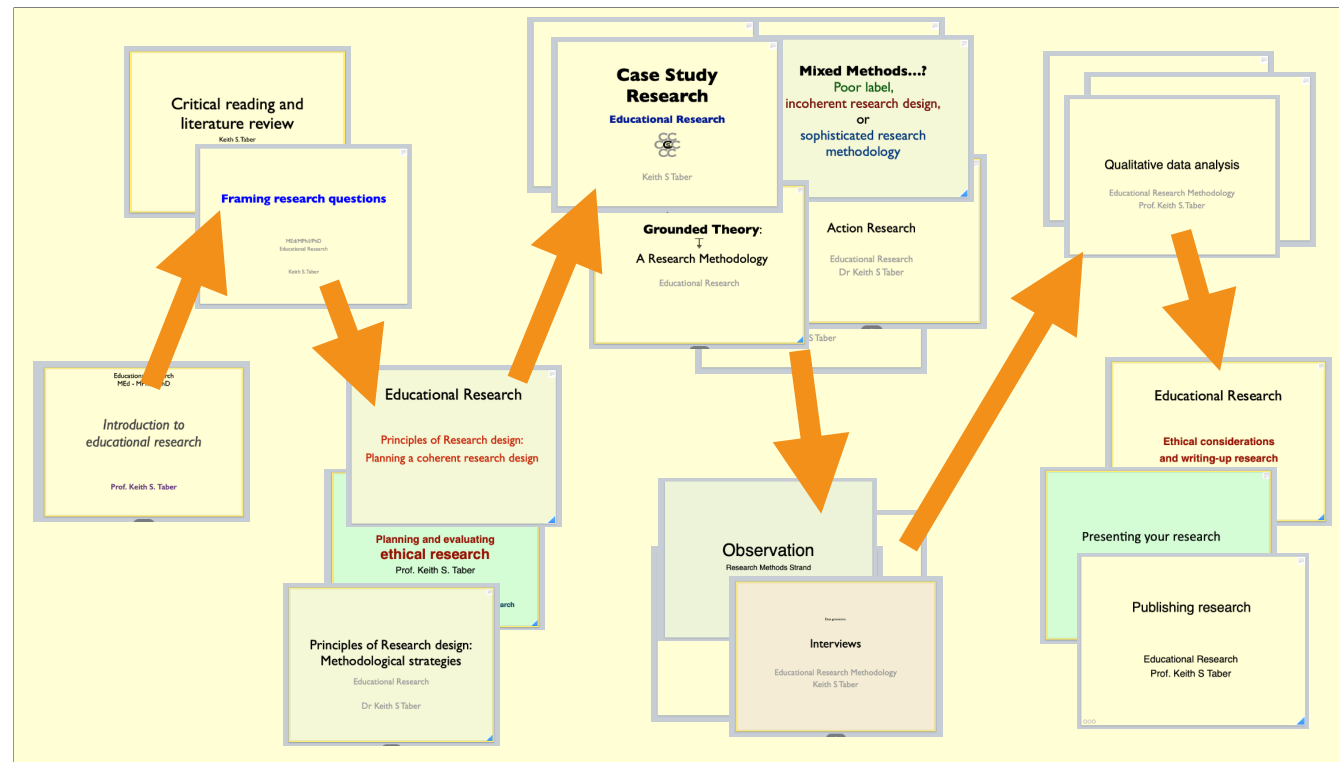 Critical reading and
literature review
Keith S. Taber
Framing research questions
MEd/MPhil/PhD
Educational Research
Keith S. Taber
Educational
MEd - MPhil
Introduction to
educational research
Prof. Keith S. Taber
Educational Research
Principles of Research design:
Planning a coherent research design
Planning and evaluating
ethical research
Prof. Keith S. Taber
arch
Principles of Research design:
Methodological strategies
Educational Research
Dr Keith S Taber
Case Study
Research
Educational Research
Keith S Taber
Mixed Methods...?
Poor label,
incoherent research design,
or
sophisticated research
methodology
Grounded Theory:
A Research Methodology
Educational Research
Action Research
Educational Research
Dr Keith S Taber
S Taber
Observation
Research Methods Strand
Interviews
Educational Research Methodology
Keith S Taber
Qualitative data analysis
Educational Research Methodology
Prof. Keith S. Taber
Educational Research
Ethical considerations
and writing-up research
Presenting your research
Publishing research
Educational Research
Prof. Keith S Taber